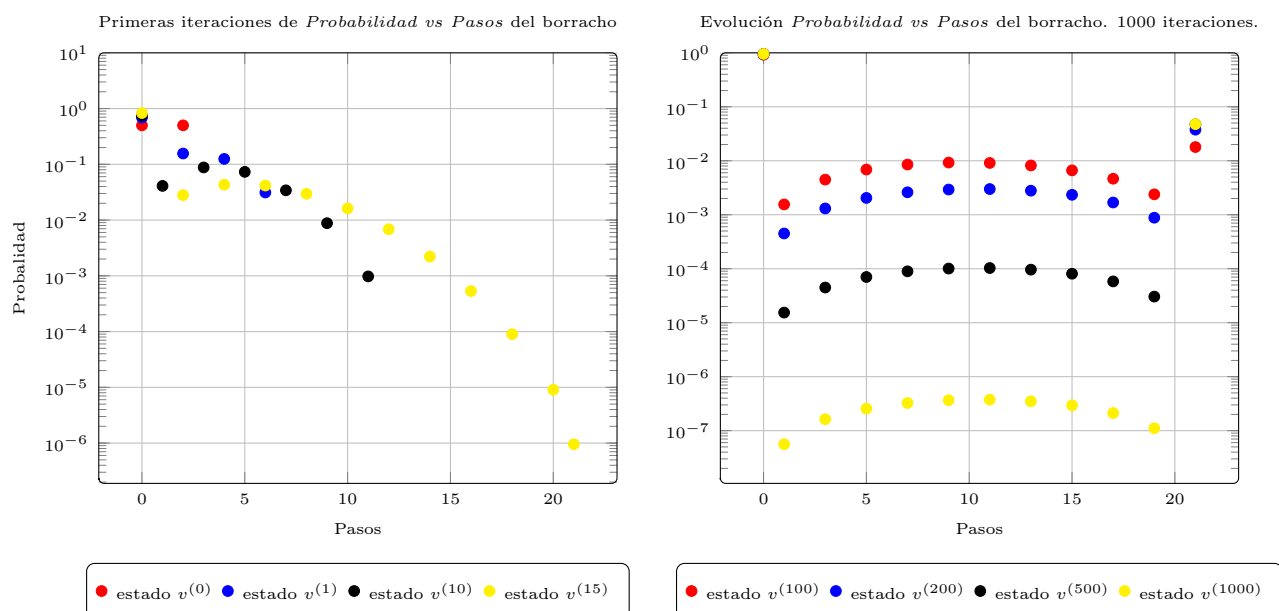 Primeras iteraciones de Probabilidad vs Pasos del borracho
10^1
10^0
10^−1
10^−2
10^−3
10^−4
10^−5
10^−6
Probalidad
0 5 10 15 20
Pasos
estado v^(0) estado v^(1) estado v^(10) estado v^(15)
Evolución Probabilidad vs Pasos del borracho. 1000 iteraciones.
10^0
10^−1
10^−2
10^−3
10^−4
10^−5
10^−6
10^−7
0 5 10 15 20
Pasos
estado v^(100) estado v^(200) estado v^(500) estado v^(1000)